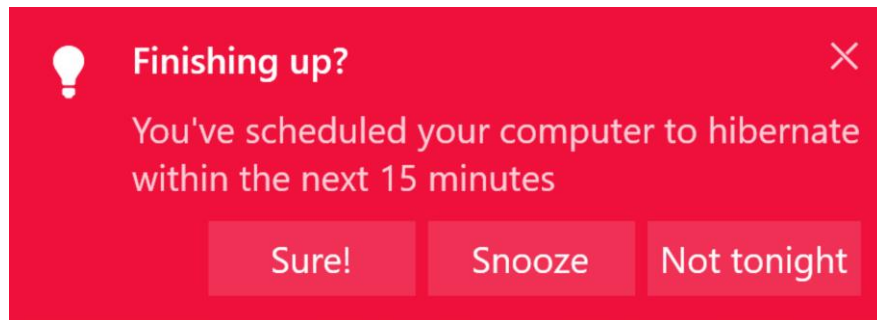 Finishing up?
You've scheduled your computer to hibernate
within the next 15 minutes
Sure! Snooze Not tonight